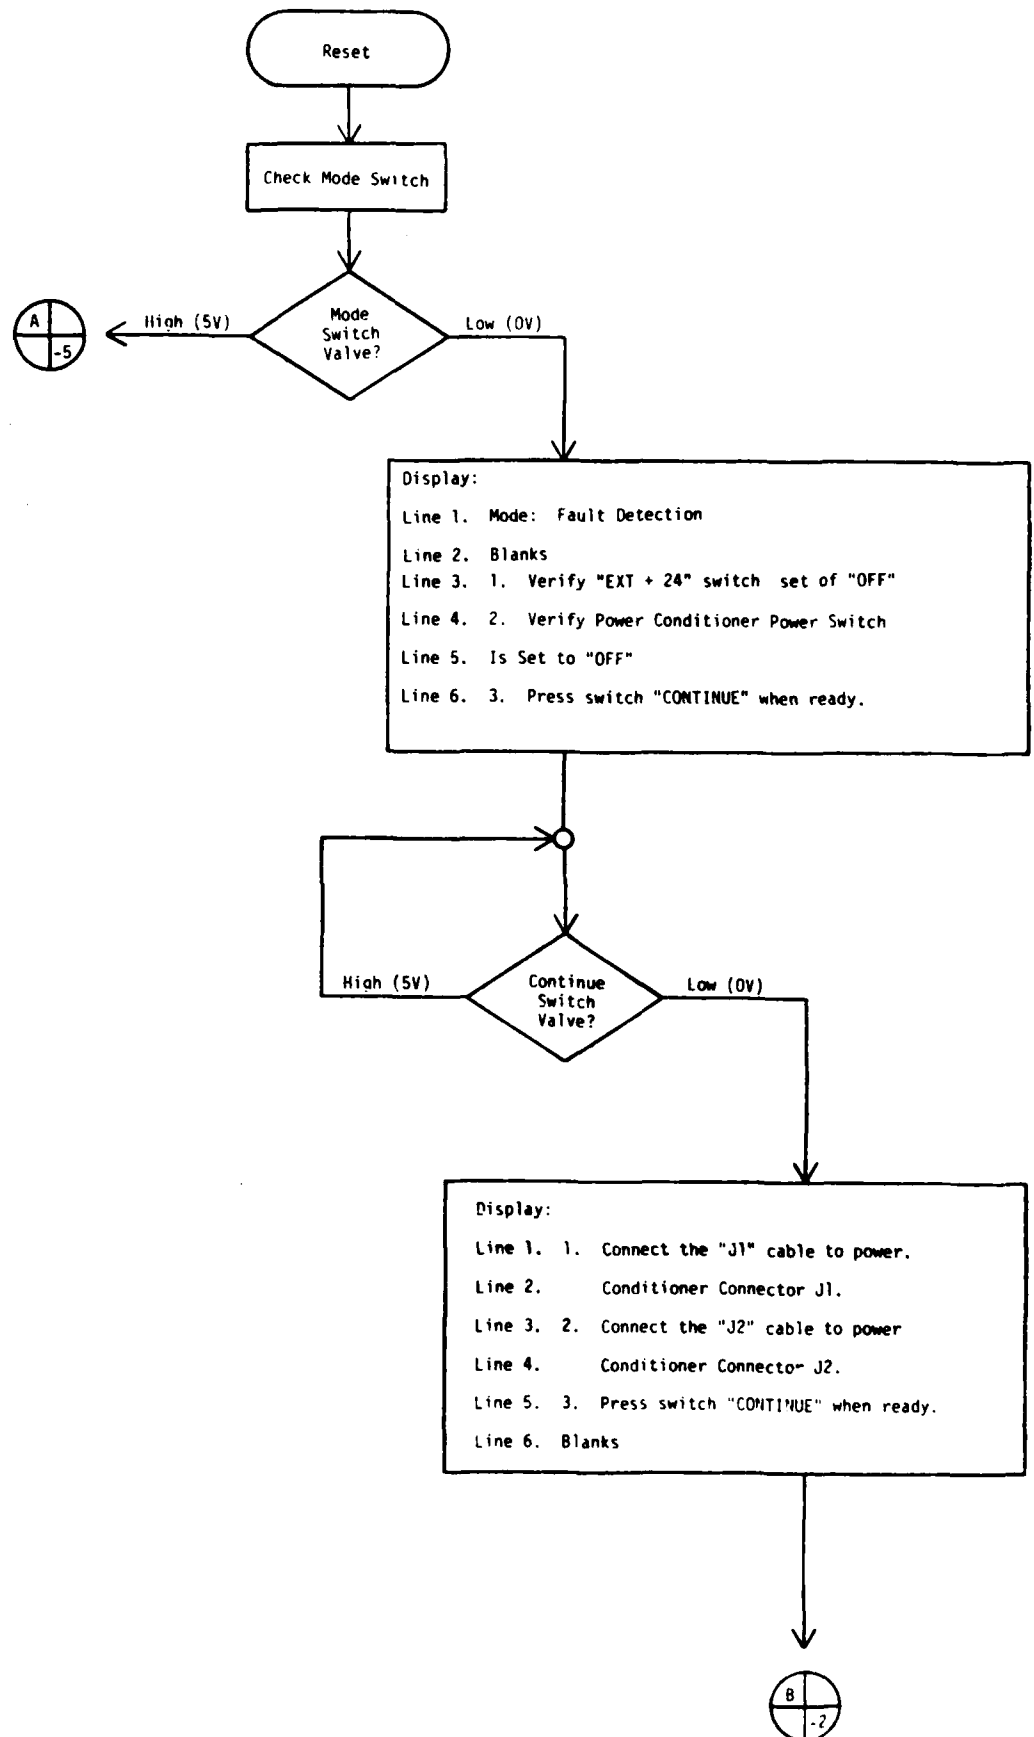 Reset
Check Mode Switch
Mode
Switch
Valve?
High (5V)
Low (0V)
A
-5
Display:
Line 1. Mode: Fault Detection
Line 2. Blanks
Line 3. 1. Verify "EXT + 24" switch set of "OFF"
Line 4. 2. Verify Power Conditioner Power Switch
Line 5. Is Set to "OFF"
Line 6. 3. Press switch "CONTINUE" when ready.
High (5V)
Continue
Switch
Valve?
Low (0V)
Display:
Line 1. 1. Connect the "J1" cable to power.
Line 2. Conditioner Connector J1.
Line 3. 2. Connect the "J2" cable to power
Line 4. Conditioner Connector J2.
Line 5. 3. Press switch "CONTINUE" when ready.
Line 6. Blanks
B
-2